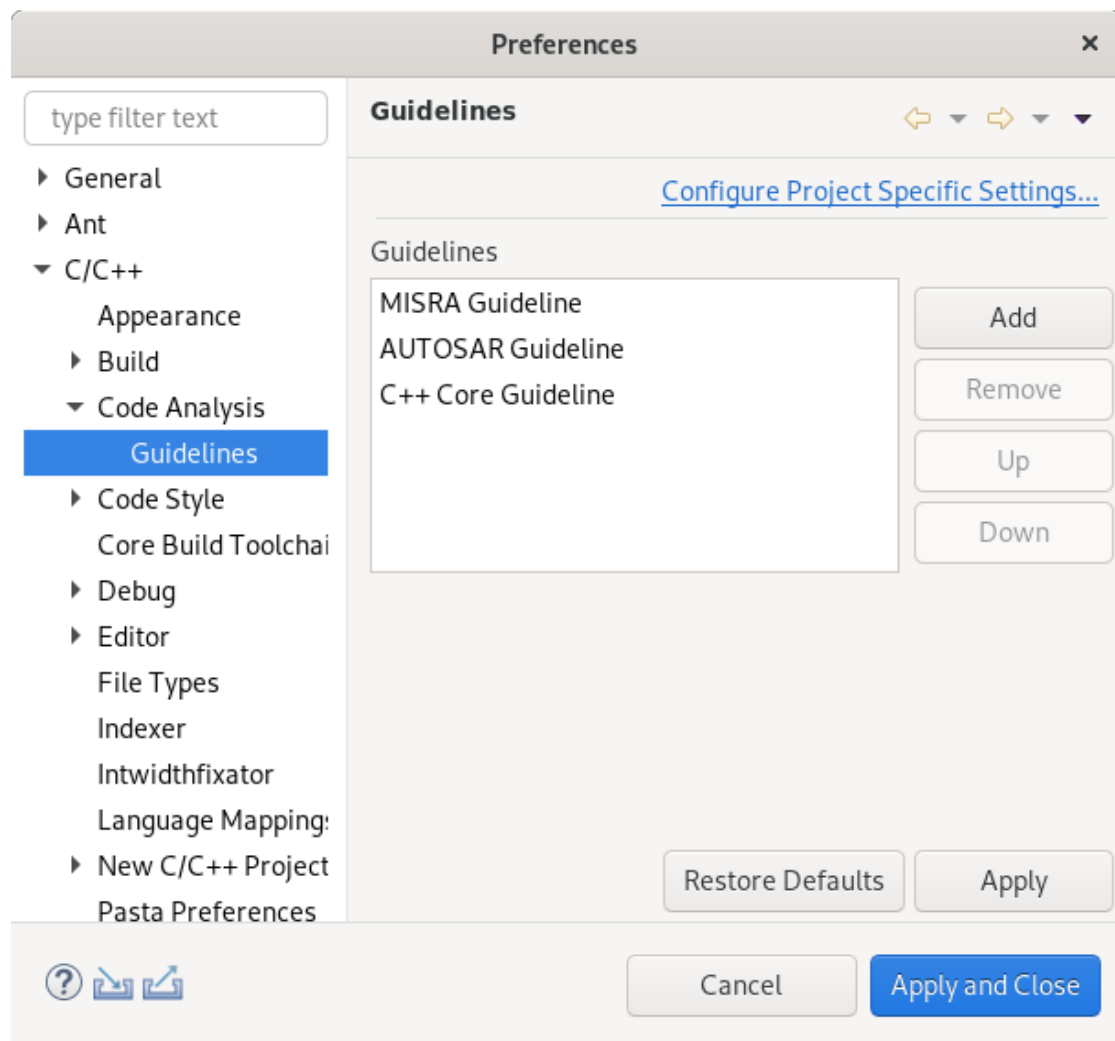 Preferences
type filter text
General
Ant
C/C++
Appearance
Build
Code Analysis
Guidelines
Code Style
Core Build Toolchai
Debug
Editor
File Types
Indexer
Intwidthfixator
Language Mappings
New C/C++ Project
Pasta Preferences
Guidelines
Configure Project Specific Settings...
Guidelines
MISRA Guideline
AUTOSAR Guideline
C++ Core Guideline
Add
Remove
Up
Down
Restore Defaults
Apply
Cancel
Apply and Close